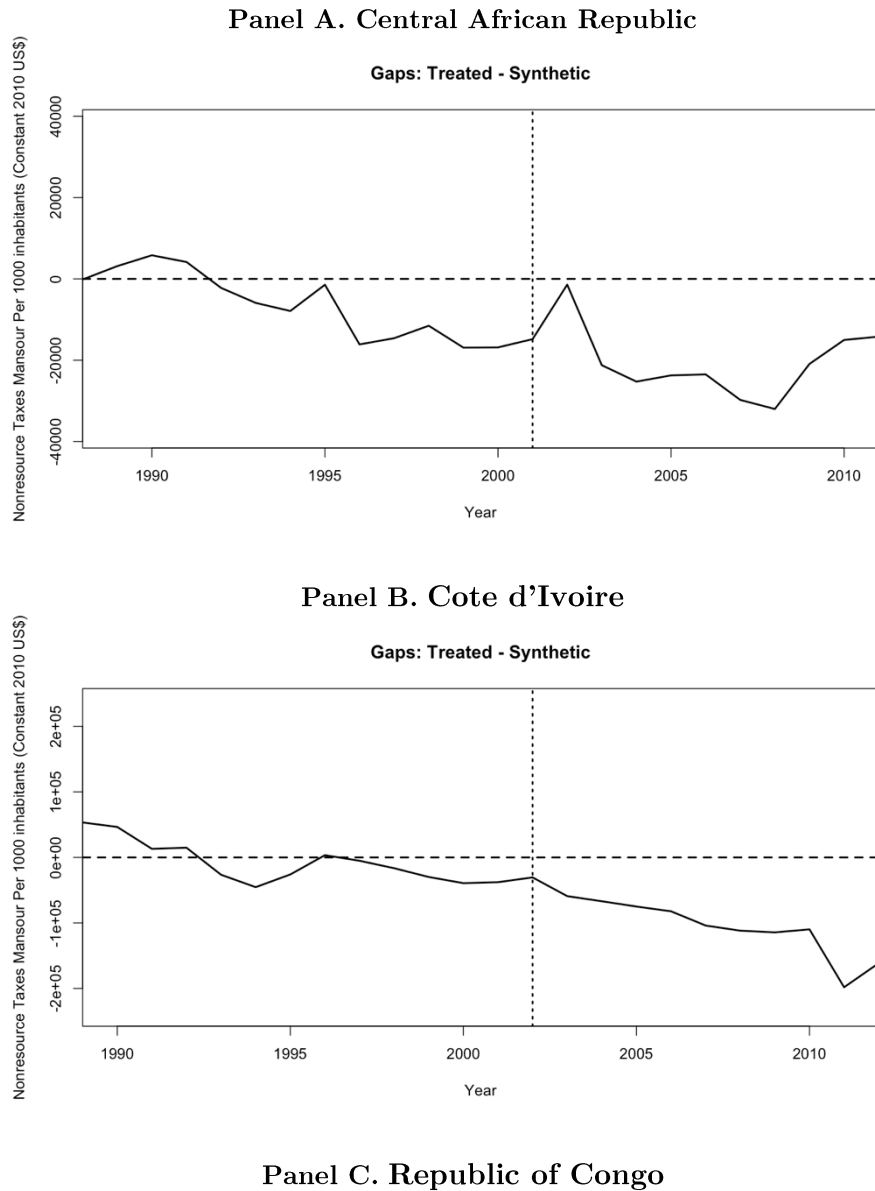 Panel A. Central African Republic
Gaps: Treated - Synthetic
Nonresource Taxes Mansour Per 1000 inhabitants (Constant 2010 US$)
40000
20000
0
-20000
-40000
1990 1995 2000 2005 2010
Year
Panel B. Cote d'Ivoire
Gaps: Treated - Synthetic
Nonresource Taxes Mansour Per 1000 inhabitants (Constant 2010 US$)
2e+05
1e+05
0e+00
-1e+05
-2e+05
1990 1995 2000 2005 2010
Year
Panel C. Republic of Congo